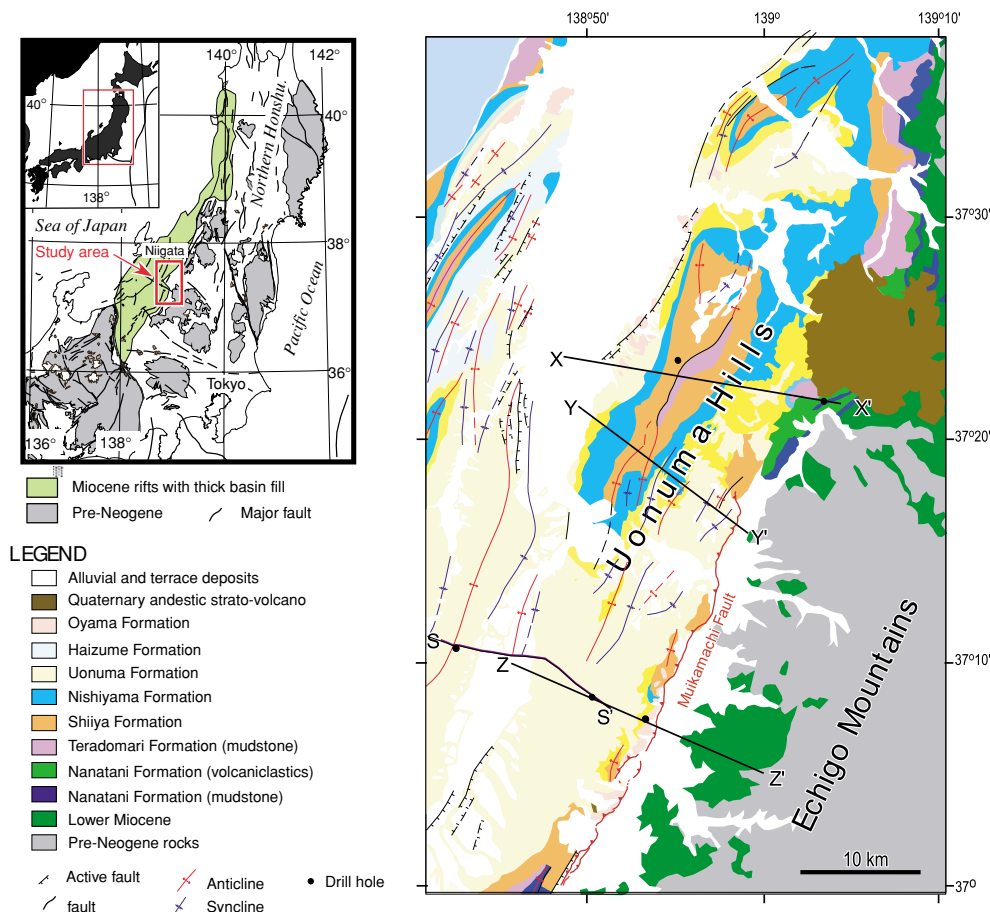 140°
142°
40°
40°
138°
Northern Honshu.
Sea of Japan
38°
Study area
Niigata
Pacific Ocean
36°
Tokyo
136°
138°
Miocene rifts with thick basin fill
Pre-Neogene
Major fault
LEGEND
Alluvial and terrace deposits
Quaternary andestic strato-volcano
Oyama Formation
Haizume Formation
Uonuma Formation
Nishiyama Formation
Shiiya Formation
Teradomari Formation (mudstone)
Nanatani Formation (volcaniclastics)
Nanatani Formation (mudstone)
Lower Miocene
Pre-Neogene rocks
Active fault
Anticline
Drill hole
fault
Syncline
138°50'
139°
139°10'
37°30'
X
X'
Y
37°20'
Uonuma Hills
Y'
S
Z
37°10'
Muikamachi Fault
S'
Z'
Echigo Mountains
10 km
37°